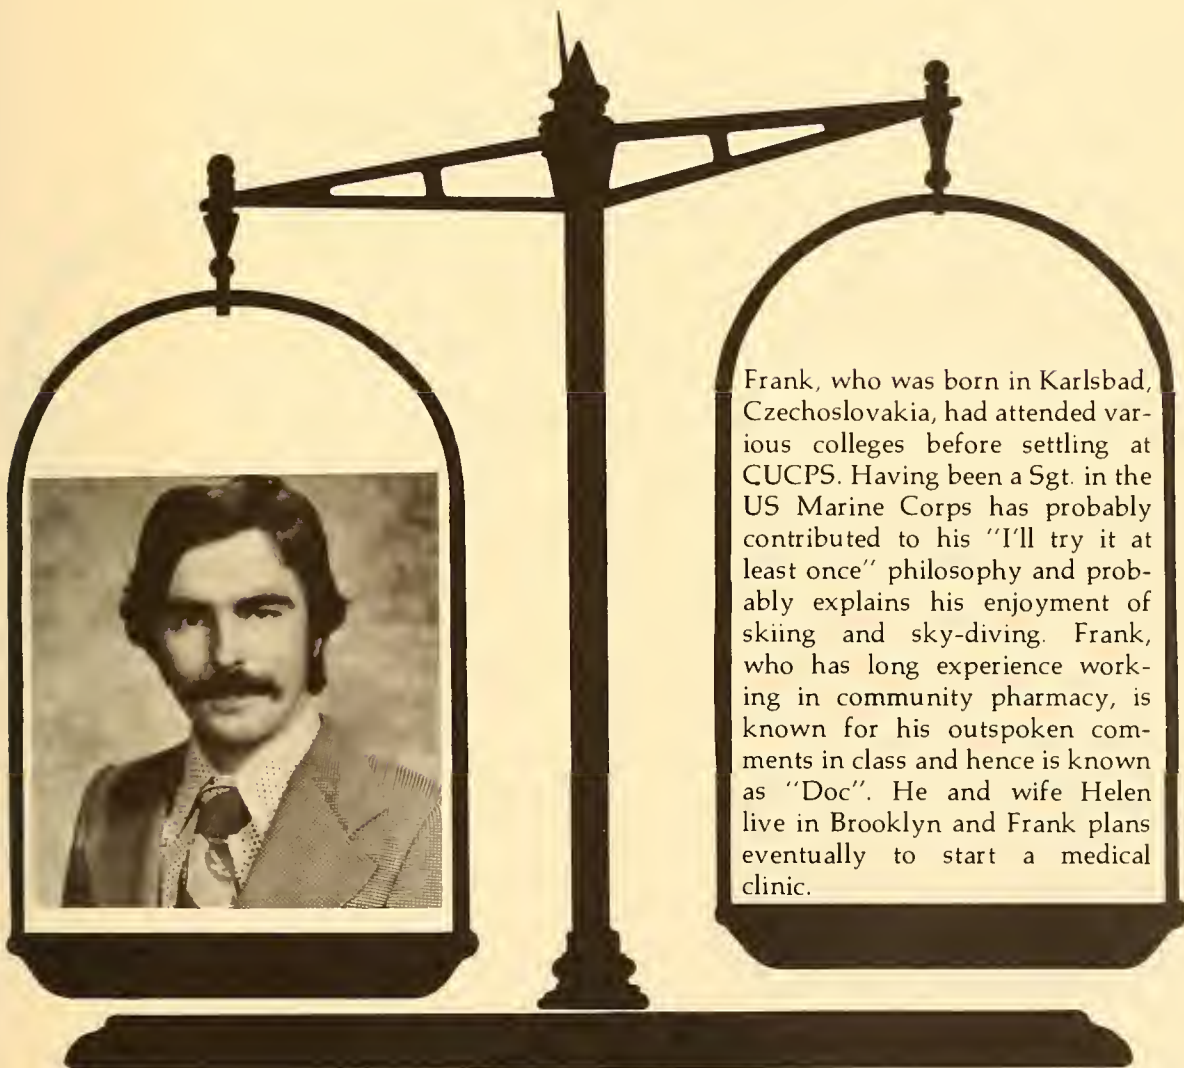 Frank, who was born in Karlsbad,
Czechoslovakia, had attended var-
ious colleges before settling at
CUCPS. Having been a Sgt. in the
US Marine Corps has probably
contributed to his "I'll try it at
least once" philosophy and prob-
ably explains his enjoyment of
skiing and sky-diving. Frank,
who has long experience work-
ing in community pharmacy, is
known for his outspoken com-
ments in class and hence is known
as "Doc". He and wife Helen
live in Brooklyn and Frank plans
eventually to start a medical
clinic.